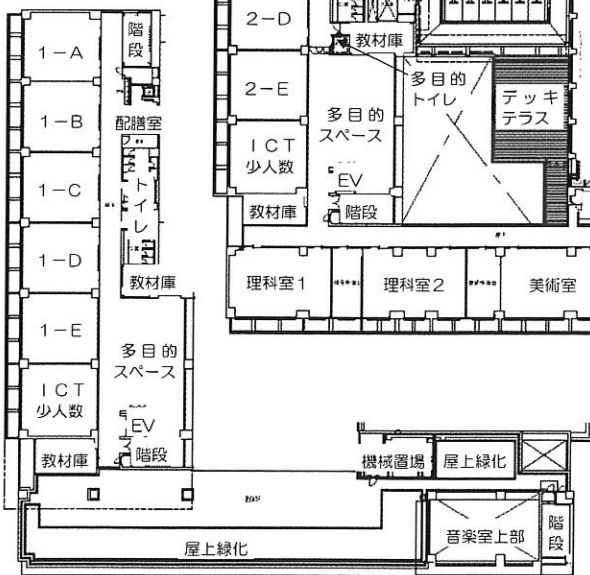 1-A
階
段
1-B
配膳室
1-C
トイレ
1-D
教材庫
1-E
多目的
スペース
ICT
少人数
EV
教材庫
階段
屋上緑化
2-D
教材庫
2-E
多目的
トイレ
多目的
スペース
デッキ
テラス
ICT
少人数
EV
教材庫
階段
理科室1
理科室2
美術室
機械置場
屋上緑化
音楽室上部
階
段